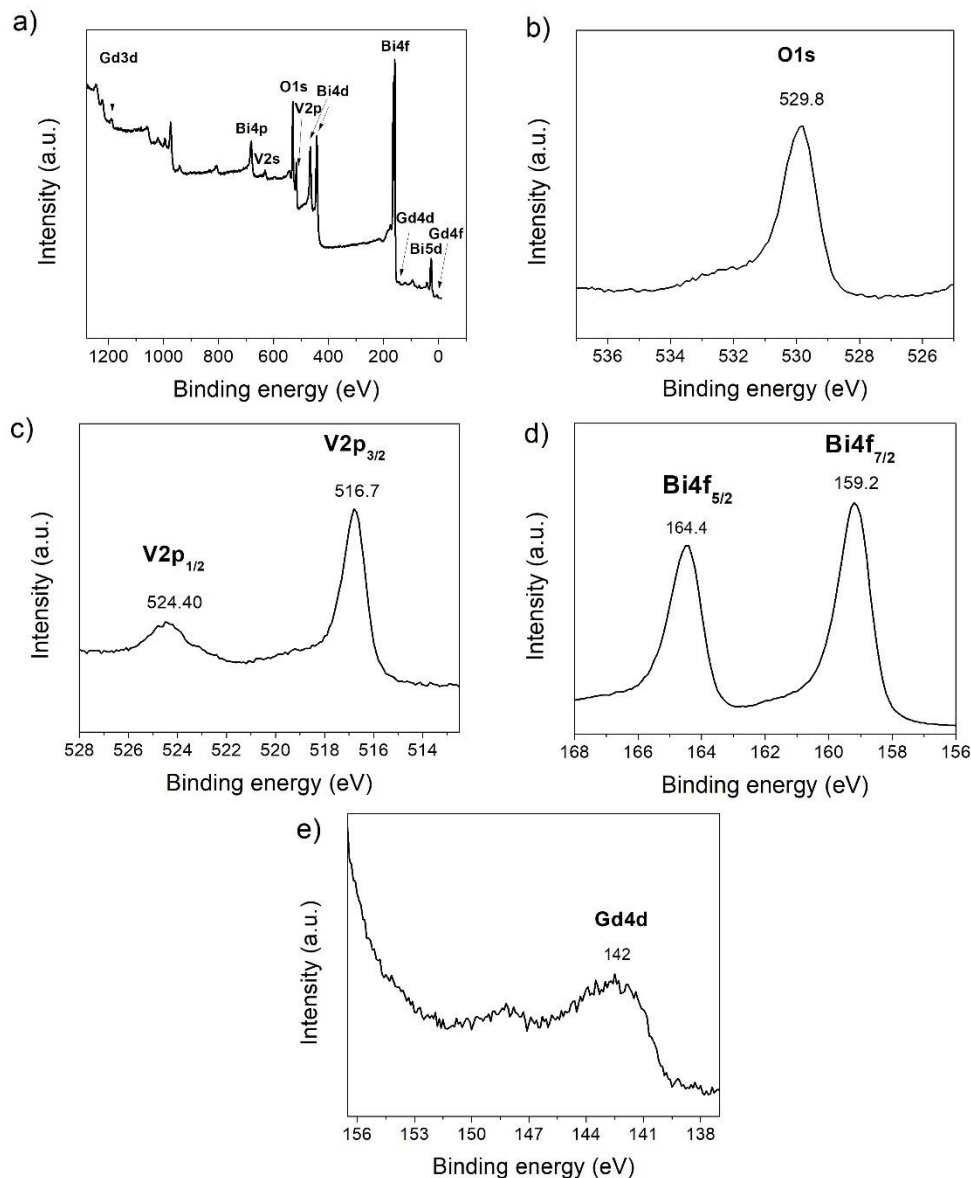 a)
Gd3d
Bi4p
V2s
O1s
V2p
Bi4d
Bi4f
Gd4d
Bi5d
Gd4f
Intensity (a.u.)
1200 1000 800 600 400 200 0
Binding energy (eV)
b)
O1s
529.8
Intensity (a.u.)
536 534 532 530 528 526
Binding energy (eV)
c)
V2p3/2
516.7
V2p1/2
524.40
Intensity (a.u.)
528 526 524 522 520 518 516 514
Binding energy (eV)
d)
Bi4f7/2
159.2
Bi4f5/2
164.4
Intensity (a.u.)
168 166 164 162 160 158 156
Binding energy (eV)
e)
Gd4d
142
Intensity (a.u.)
156 153 150 147 144 141 138
Binding energy (eV)